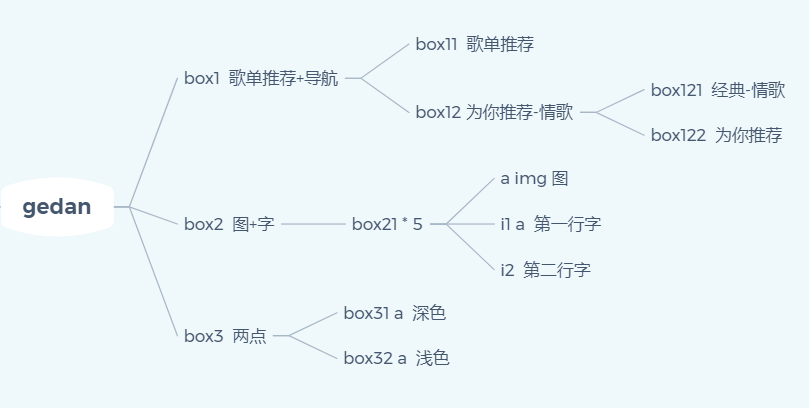 box11 歌单推荐
box1 歌单推荐+导航
box121 经典-情歌
box12 为你推荐-情歌
box122 为你推荐
a img 图
gedan
box2 图+字
box21 * 5
i1 a 第一行字
i2 第二行字
box31 a 深色
box3 两点
box32 a 浅色